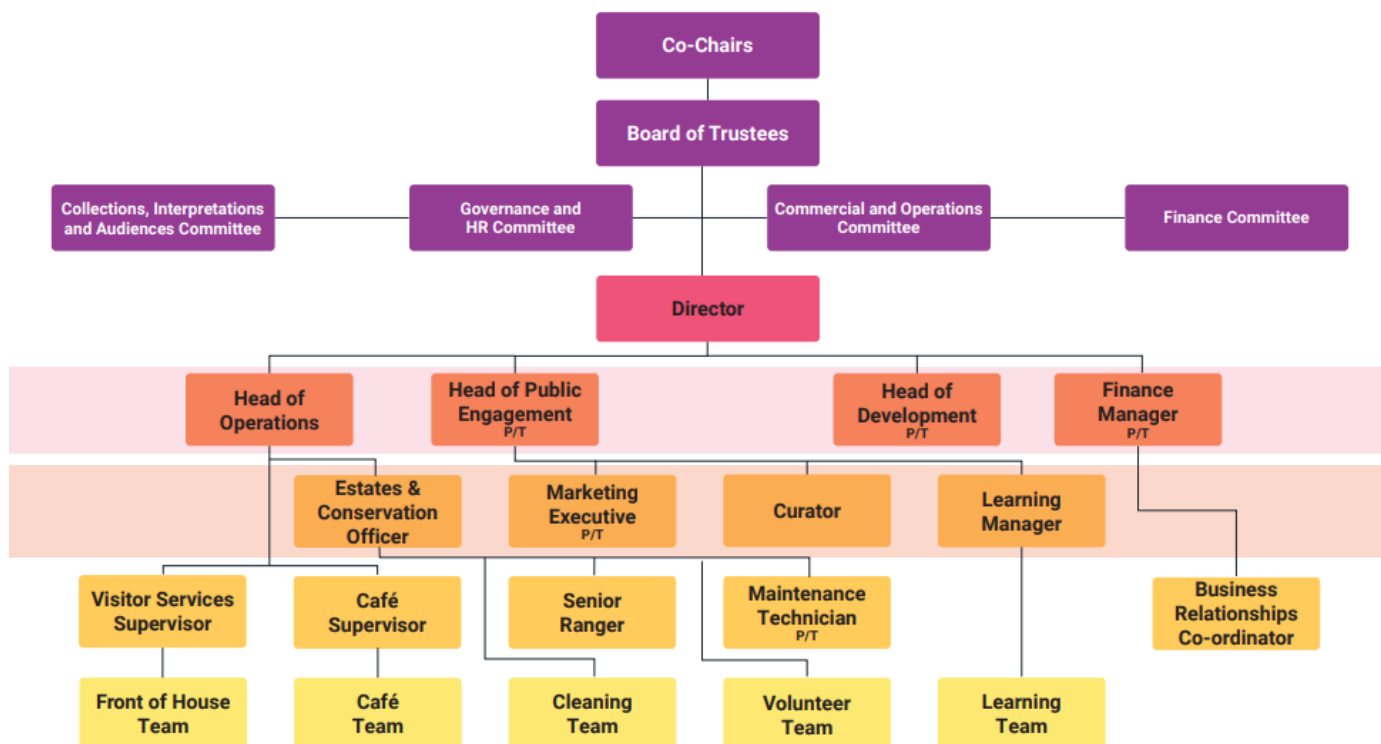 Co-Chairs
Board of Trustees
Collections, Interpretations
and Audiences Committee
Governance and
HR Committee
Commercial and Operations
Committee
Finance Committee
Director
Head of
Operations
Head of Public
Engagement
P/T
Head of
Development
P/T
Finance
Manager
P/T
Estates &
Conservation
Officer
Marketing
Executive
P/T
Curator
Learning
Manager
Visitor Services
Supervisor
Café
Supervisor
Senior
Ranger
Maintenance
Technician
P/T
Business
Relationships
Co-ordinator
Front of House
Team
Café
Team
Cleaning
Team
Volunteer
Team
Learning
Team